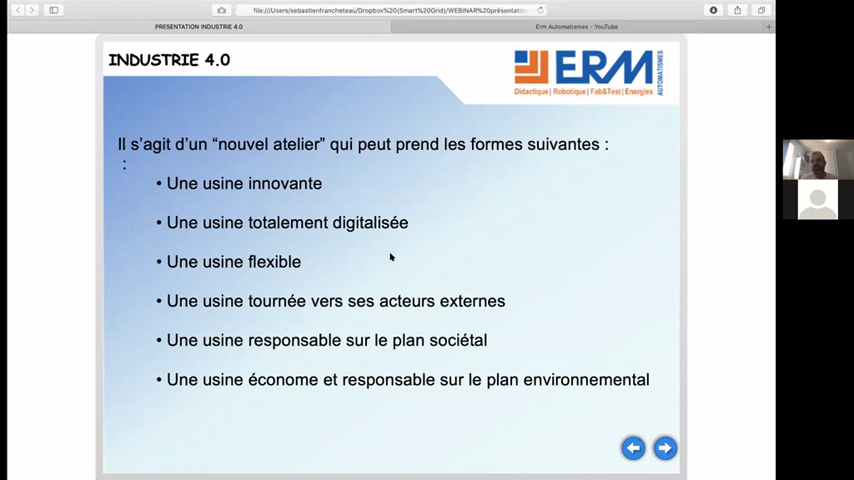 file:///Users/sebastienfrancheteau/Dropbox%20(Smart%20Grid)/WEBINAR%20présentation-
PRESENTATION INDUSTRIE 4.0
Erm Automatismes - YouTube
INDUSTRIE 4.0
ERM
AUTOMATISMES
Didactique | Robotique | Fab&Test | Energies
Il s’agit d’un “nouvel atelier” qui peut prend les formes suivantes :
:
• Une usine innovante
• Une usine totalement digitalisée
• Une usine flexible
• Une usine tournée vers ses acteurs externes
• Une usine responsable sur le plan sociétal
• Une usine économe et responsable sur le plan environnemental